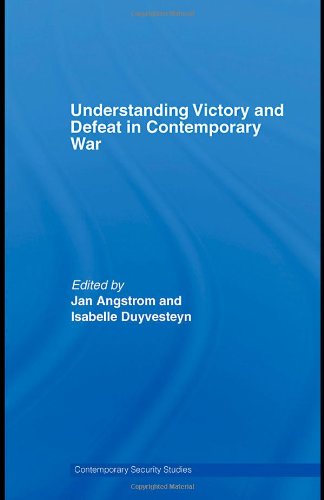 Understanding Victory and
Defeat in Contemporary
War
Edited by
Jan Angstrom and
Isabelle Duyvesteyn
Contemporary Security Studies